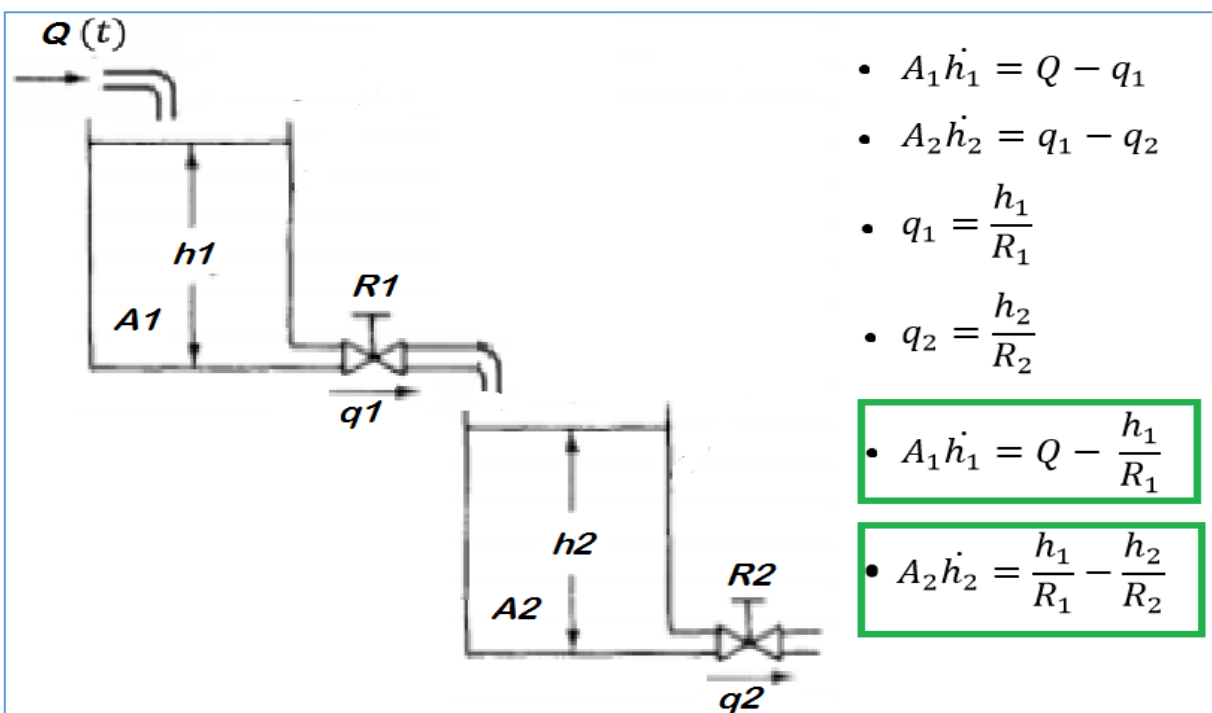 Q (t)
h1
A1
R1
q1
h2
A2
R2
q2
• A₁ḣ₁ = Q − q₁
• A₂ḣ₂ = q₁ − q₂
• q₁ = h₁/R₁
• q₂ = h₂/R₂
• A₁ḣ₁ = Q − h₁/R₁
• A₂ḣ₂ = h₁/R₁ − h₂/R₂